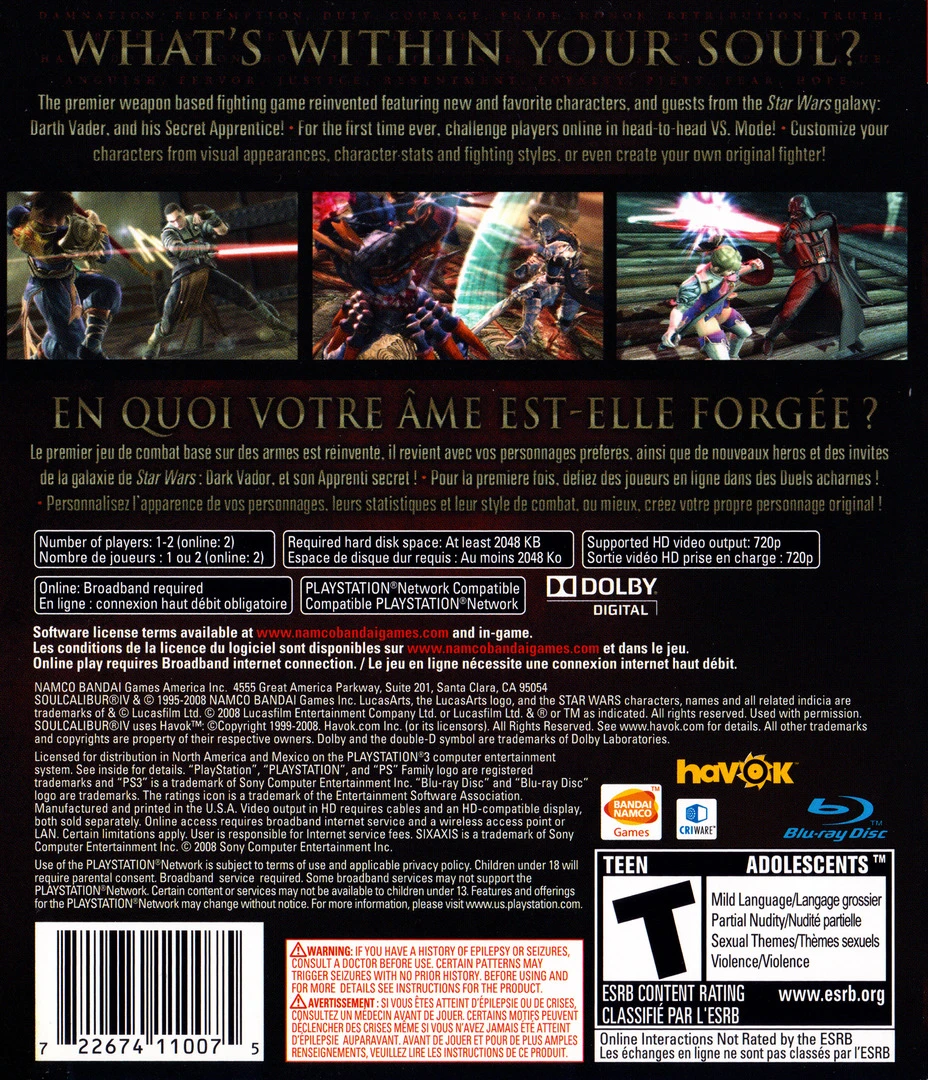 DAMNATION, REDEMPTION, DUTY, COURAGE, PRIDE, HONOR, RETRIBUTION, TRUTH,
WHAT'S WITHIN YOUR SOUL?
ANGUISH, FERVOR, JUSTICE, RESENTMENT, LOYALTY, PIETY, FEAR, HOPE
The premier weapon based fighting game reinvented featuring new and favorite characters, and guests from the Star Wars galaxy:
Darth Vader, and his Secret Apprentice! • For the first time ever, challenge players online in head-to-head VS. Mode! • Customize your
characters from visual appearances, character-stats and fighting styles, or even create your own original fighter!
EN QUOI VOTRE ÂME EST-ELLE FORGÉE ?
Le premier jeu de combat basé sur des armes est réinventé, il revient avec vos personnages préférés, ainsi que de nouveaux héros et des invités
de la galaxie de Star Wars : Dark Vador, et son Apprenti secret ! • Pour la première fois, défiez des joueurs en ligne dans des Duels acharnés !
• Personnalisez l'apparence de vos personnages, leurs statistiques et leur style de combat, ou mieux, créez votre propre personnage original !
Number of players: 1-2 (online: 2)
Nombre de joueurs : 1 ou 2 (online: 2)
Required hard disk space: At least 2048 KB
Espace de disque dur requis : Au moins 2048 Ko
Supported HD video output: 720p
Sortie vidéo HD prise en charge : 720p
Online: Broadband required
En ligne : connexion haut débit obligatoire
PLAYSTATION®Network Compatible
Compatible PLAYSTATION®Network
DOLBY
DIGITAL
Software license terms available at www.namcobandaigames.com and in-game.
Les conditions de la licence du logiciel sont disponibles sur www.namcobandaigames.com et dans le jeu.
Online play requires Broadband internet connection. / Le jeu en ligne nécessite une connexion internet haut débit.
NAMCO BANDAI Games America Inc. 4555 Great America Parkway, Suite 201, Santa Clara, CA 95054
SOULCALIBUR®IV & © 1995-2008 NAMCO BANDAI Games Inc. LucasArts, the LucasArts logo, and the STAR WARS characters, names and all related indicia are
trademarks of & © Lucasfilm Ltd. © 2008 Lucasfilm Entertainment Company Ltd. or Lucasfilm Ltd. & ® or TM as indicated. All rights reserved. Used with permission.
SOULCALIBUR®IV uses Havok™: ©Copyright 1999-2008. Havok.com Inc. (or its licensors). All Rights Reserved. See www.havok.com for details. All other trademarks
and copyrights are property of their respective owners. Dolby and the double-D symbol are trademarks of Dolby Laboratories.
Licensed for distribution in North America and Mexico on the PLAYSTATION®3 computer entertainment
system. See inside for details. "PlayStation", "PLAYSTATION", and "PS" Family logo are registered
trademarks and "PS3" is a trademark of Sony Computer Entertainment Inc. "Blu-ray Disc" and "Blu-ray Disc"
logo are trademarks. The ratings icon is a trademark of the Entertainment Software Association.
Manufactured and printed in the U.S.A. Video output in HD requires cables and an HD-compatible display,
both sold separately. Online access requires broadband internet service and a wireless access point or
LAN. Certain limitations apply. User is responsible for Internet service fees. SIXAXIS is a trademark of Sony
Computer Entertainment Inc. © 2008 Sony Computer Entertainment Inc.
Use of the PLAYSTATION®Network is subject to terms of use and applicable privacy policy. Children under 18 will
require parental consent. Broadband service required. Some broadband services may not support the
PLAYSTATION®Network. Certain content or services may not be available to children under 13. Features and offerings
for the PLAYSTATION®Network may change without notice. For more information, please visit www.us.playstation.com.
havok™
BANDAI
NAMCO
Games
TM
CRIWARE™
Blu-ray Disc
TM
TEEN
ADOLESCENTS ™
T
Mild Language/Langage grossier
Partial Nudity/Nudité partielle
Sexual Themes/Thèmes sexuels
Violence/Violence
ESRB CONTENT RATING
www.esrb.org
CLASSIFIÉ PAR L'ESRB
Online Interactions Not Rated by the ESRB
Les échanges en ligne ne sont pas classés par l'ESRB
7 22674 11007 5
WARNING: IF YOU HAVE A HISTORY OF EPILEPSY OR SEIZURES,
CONSULT A DOCTOR BEFORE USE. CERTAIN PATTERNS MAY
TRIGGER SEIZURES WITH NO PRIOR HISTORY. BEFORE USING AND
FOR MORE DETAILS SEE INSTRUCTIONS FOR THE PRODUCT.
AVERTISSEMENT : SI VOUS ÊTES ATTEINT D'ÉPILEPSIE OU DE CRISES,
CONSULTEZ UN MÉDECIN AVANT DE JOUER. CERTAINS MOTIFS PEUVENT
DÉCLENCHER DES CRISES MÊME SI VOUS N'AVEZ JAMAIS ÉTÉ ATTEINT
D'ÉPILEPSIE AUPARAVANT. AVANT DE JOUER ET POUR DE PLUS AMPLES
RENSEIGNEMENTS, VEUILLEZ LIRE LES INSTRUCTIONS DE CE PRODUIT.